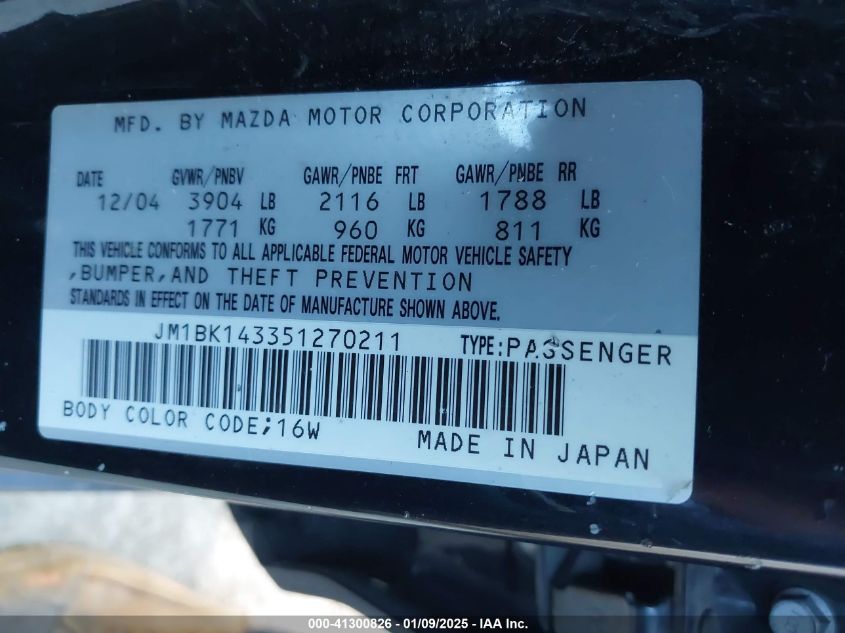 MFD. BY MAZDA MOTOR CORPORATION
DATE GVWR/PNBV GAWR/PNBE FRT GAWR/PNBE RR
12/04 3904 LB 2116 LB 1788 LB
1771 KG 960 KG 811 KG
THIS VEHICLE CONFORMS TO ALL APPLICABLE FEDERAL MOTOR VEHICLE SAFETY
,BUMPER,AND THEFT PREVENTION
STANDARDS IN EFFECT ON THE DATE OF MANUFACTURE SHOWN ABOVE.
JM1BK143351270211 TYPE:PASSENGER
BODY COLOR CODE;16W MADE IN JAPAN
000-41300826 - 01/09/2025 - IAA Inc.